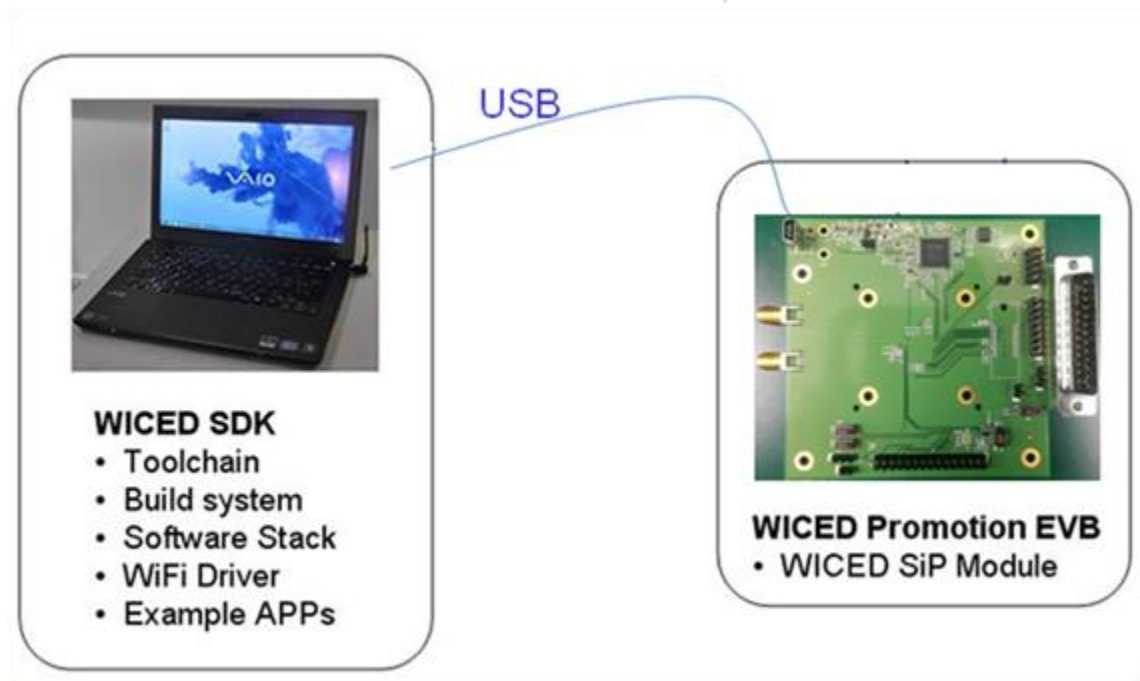 USB
VAIO
WICED SDK
• Toolchain
• Build system
• Software Stack
• WiFi Driver
• Example APPs
WICED Promotion EVB
• WICED SiP Module